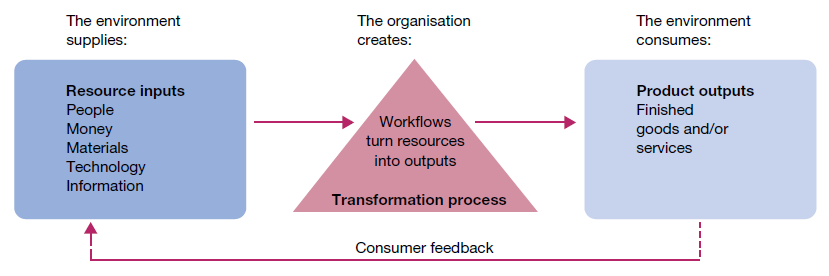 The environment
supplies:
The organisation
creates:
The environment
consumes:
Resource inputs
People
Money
Materials
Technology
Information
Workflows
turn resources
into outputs
Transformation process
Product outputs
Finished
goods and/or
services
Consumer feedback